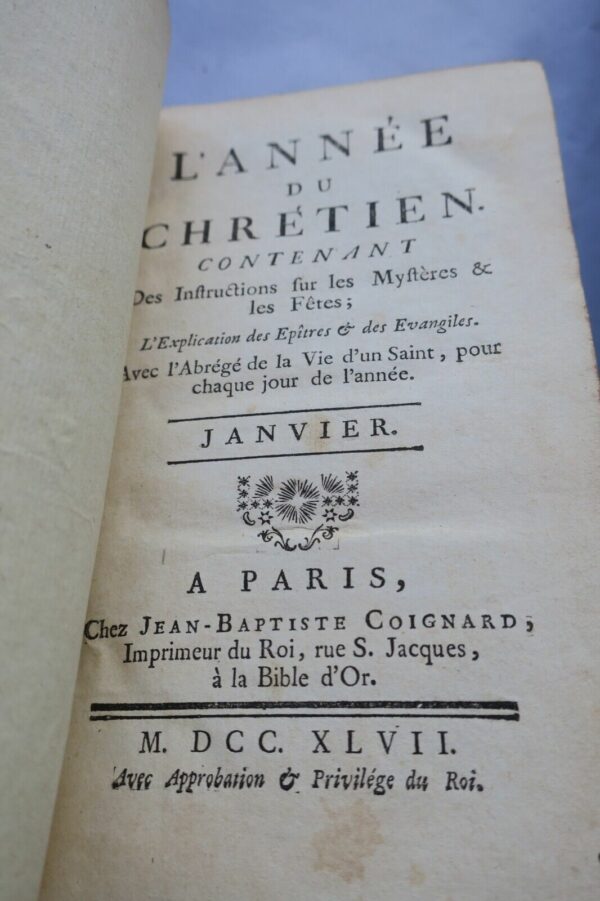 L'ANNÉE
DU
CHRÉTIEN.
CONTENANT
Des Inſtructions ſur les Myſtères &
les Fêtes;
L'Explication des Epîtres & des Evangiles.
Avec l'Abrégé de la Vie d'un Saint, pour
chaque jour de l'année.
JANVIER.
A PARIS,
Chez JEAN-BAPTISTE COIGNARD,
Imprimeur du Roi, rue S. Jacques,
à la Bible d'Or.
M. DCC. XLVII.
Avec Approbation & Privilége du Roi.